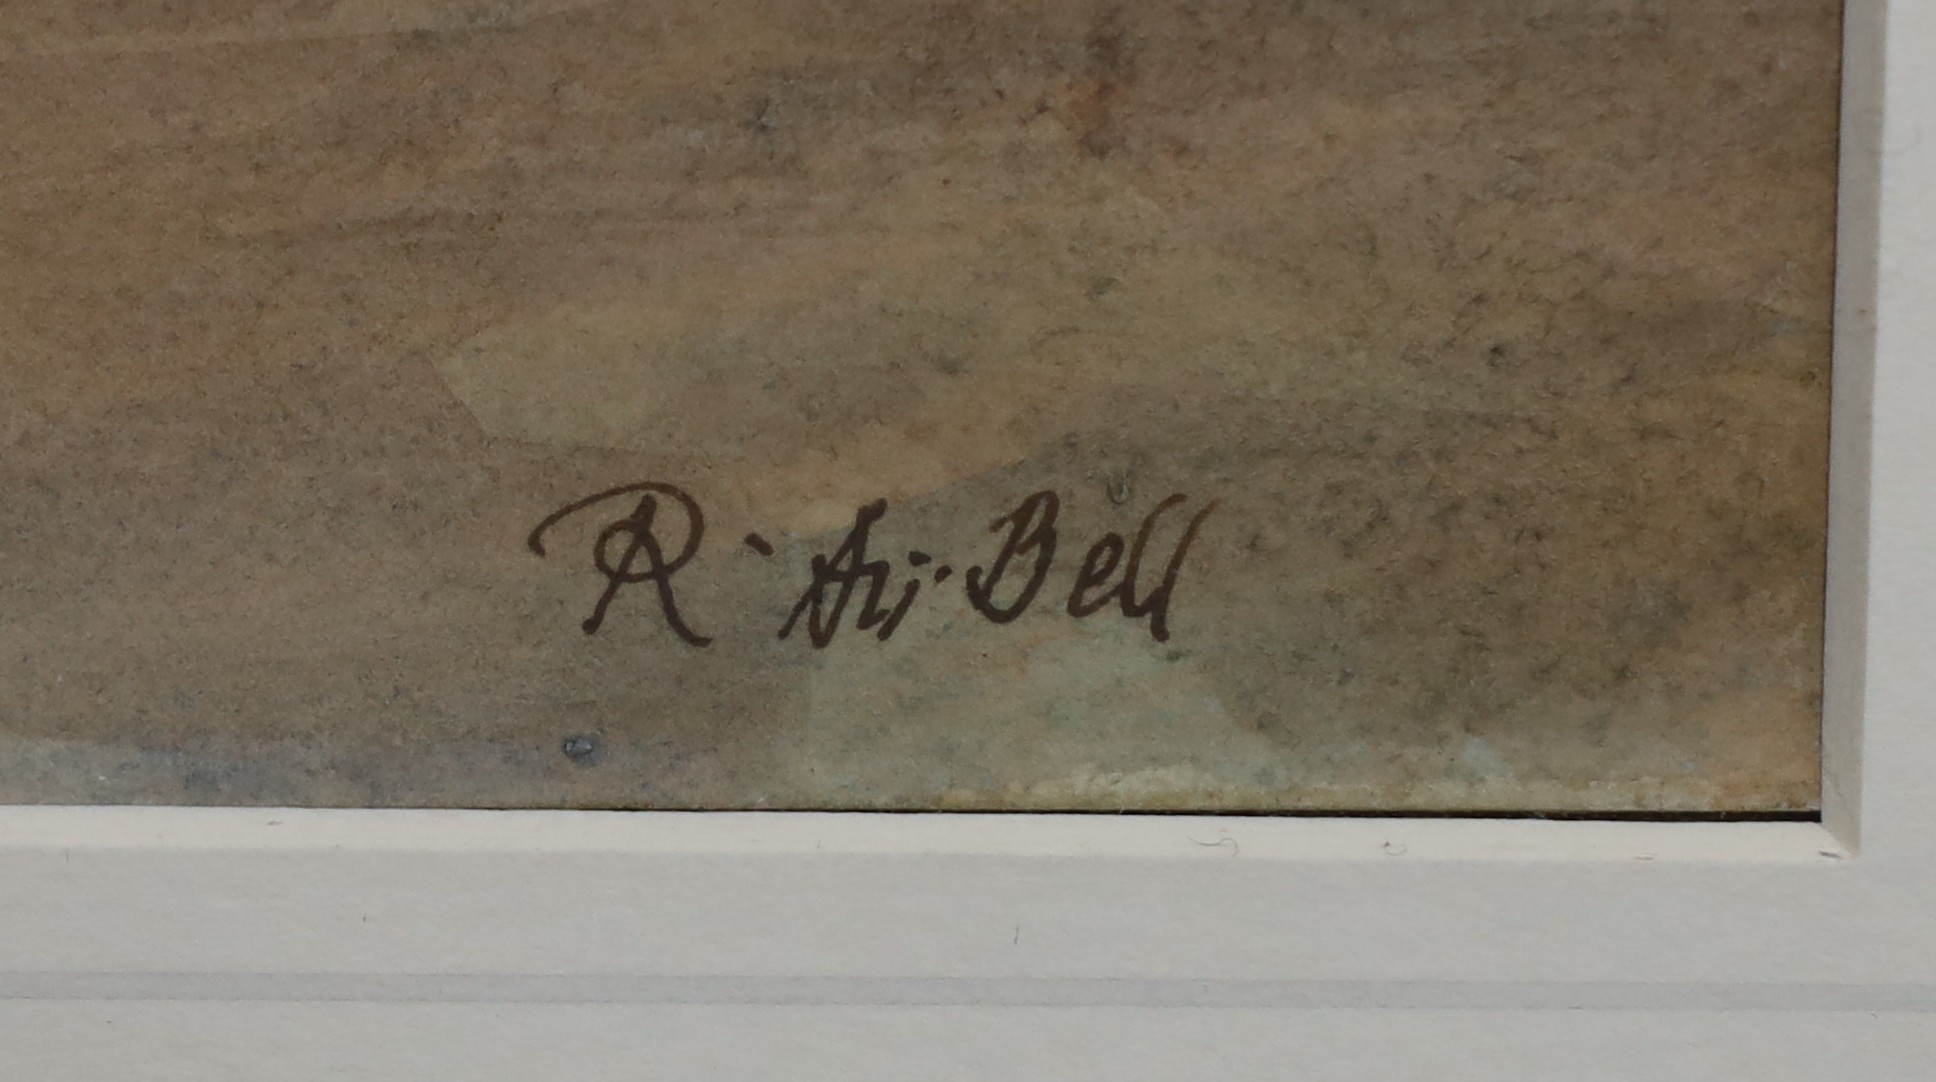 R. An. Bell